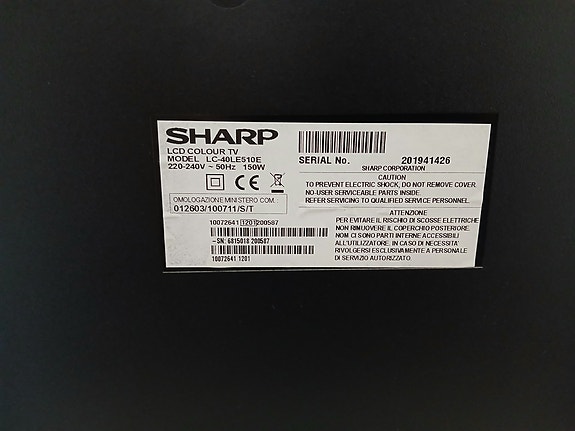 SHARP
LCD COLOUR TV
MODEL LC-40LE510E
220-240V ~ 50Hz 150W
CE
OMOLOGAZIONE MINISTERO COM.
012603/100711/S/T
10072641 1201 200587
-SN: 6815018 200587
10072641 1201
SERIAL No. 201941426
SHARP CORPORATION
CAUTION
TO PREVENT ELECTRIC SHOCK, DO NOT REMOVE COVER.
NO-USER SERVICEABLE PARTS INSIDE.
REFER SERVICING TO QUALIFIED SERVICE PERSONNEL.
ATTENZIONE
PER EVITARE IL RISCHIO DI SCOSSE ELETTRICHE
NON RIMUOVERE IL COPERCHIO POSTERIORE.
NOM CI SONO PARTI INTERNE ACCESSIBILI
ALL'UTILIZZATORE. IN CASO DI NECESSITA'
RIVOLGERSI ESCLUSIVAMENTE A PERSONALE
DI SERVIZIO AUTORIZZATO.